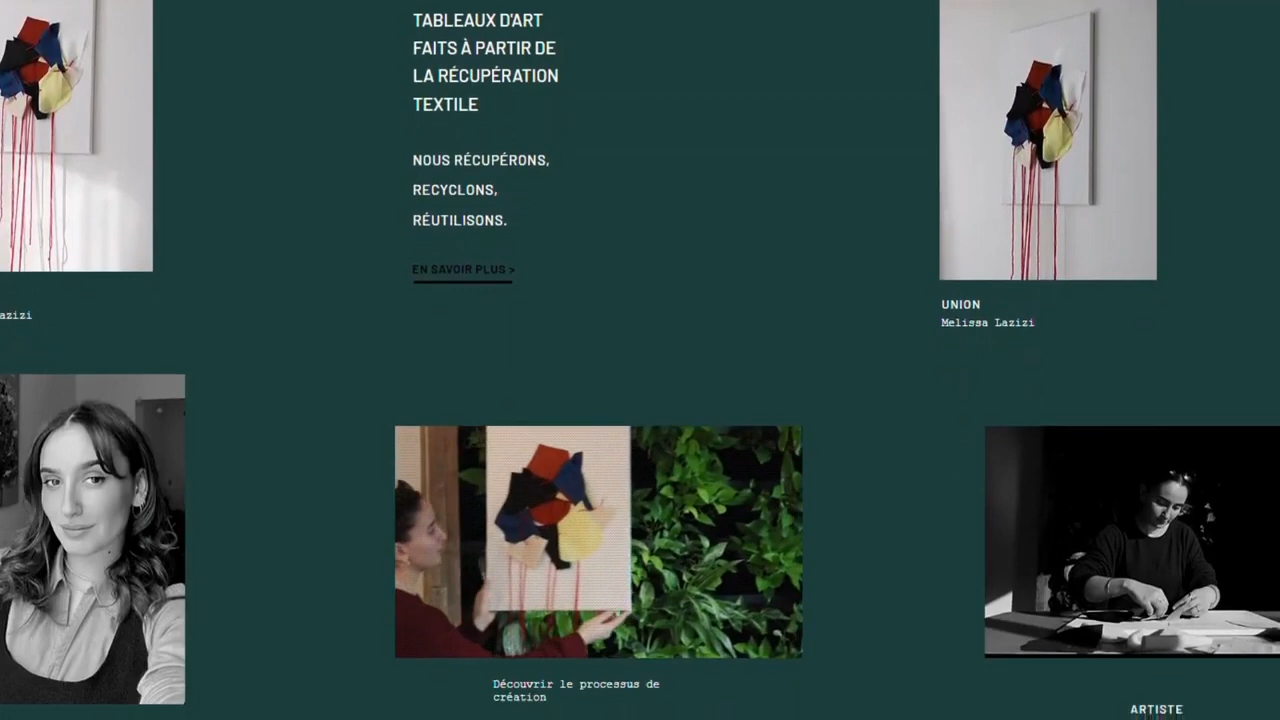 TABLEAUX D'ART
FAITS À PARTIR DE
LA RÉCUPÉRATION
TEXTILE
NOUS RÉCUPÉRONS,
RECYCLONS,
RÉUTILISONS.
EN SAVOIR PLUS >
UNION
Melissa Lazizi
azizi
Découvrir le processus de
création
ARTISTE